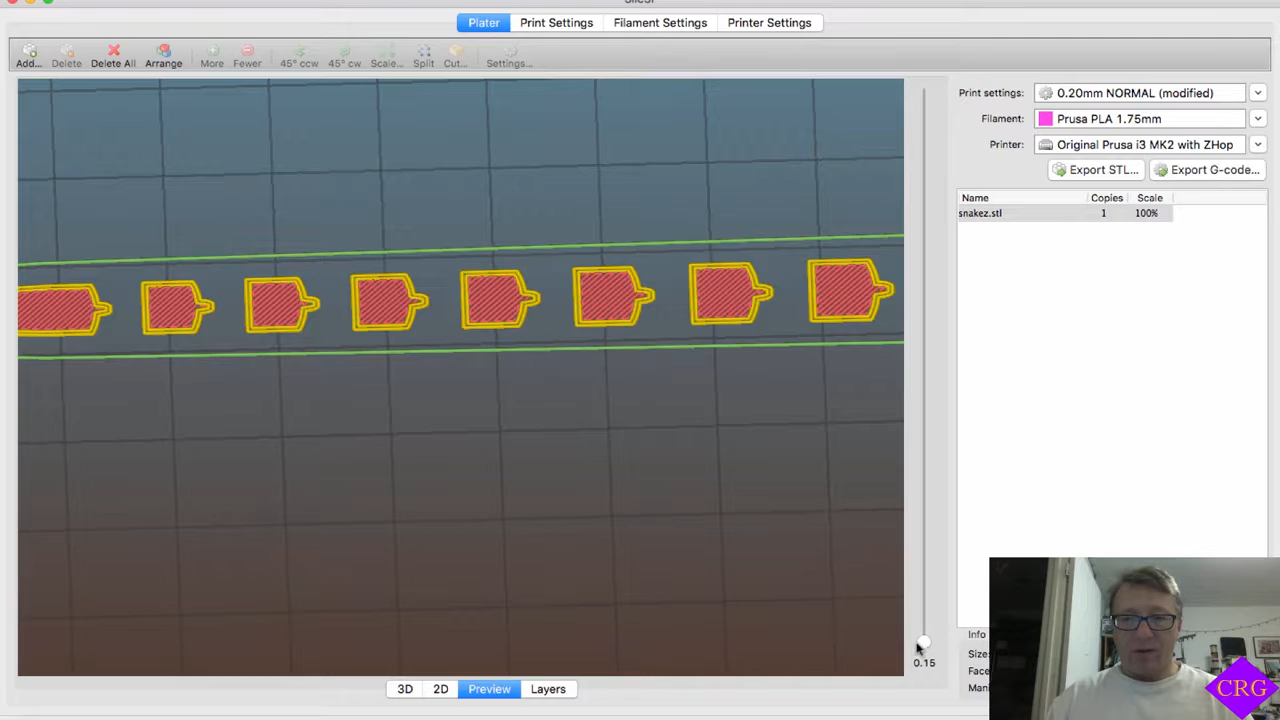 Plater Print Settings Filament Settings Printer Settings
Add... Delete Delete All Arrange More Fewer 45° ccw 45° cw Scale... Split Cut... Settings...
Print settings: 0.20mm NORMAL (modified)
Filament: Prusa PLA 1.75mm
Printer: Original Prusa i3 MK2 with ZHop
Export STL... Export G-code...
Name Copies Scale
snakez.stl 1 100%
Info
Size:
Face
Mani
0.15
3D 2D Preview Layers
CRG